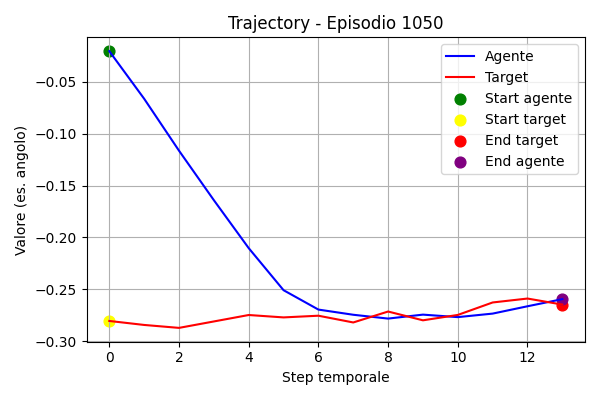 Trajectory - Episodio 1050
Valore (es. angolo)
−0.05
−0.10
−0.15
−0.20
−0.25
−0.30
Agente
Target
Start agente
Start target
End target
End agente
0 2 4 6 8 10 12
Step temporale